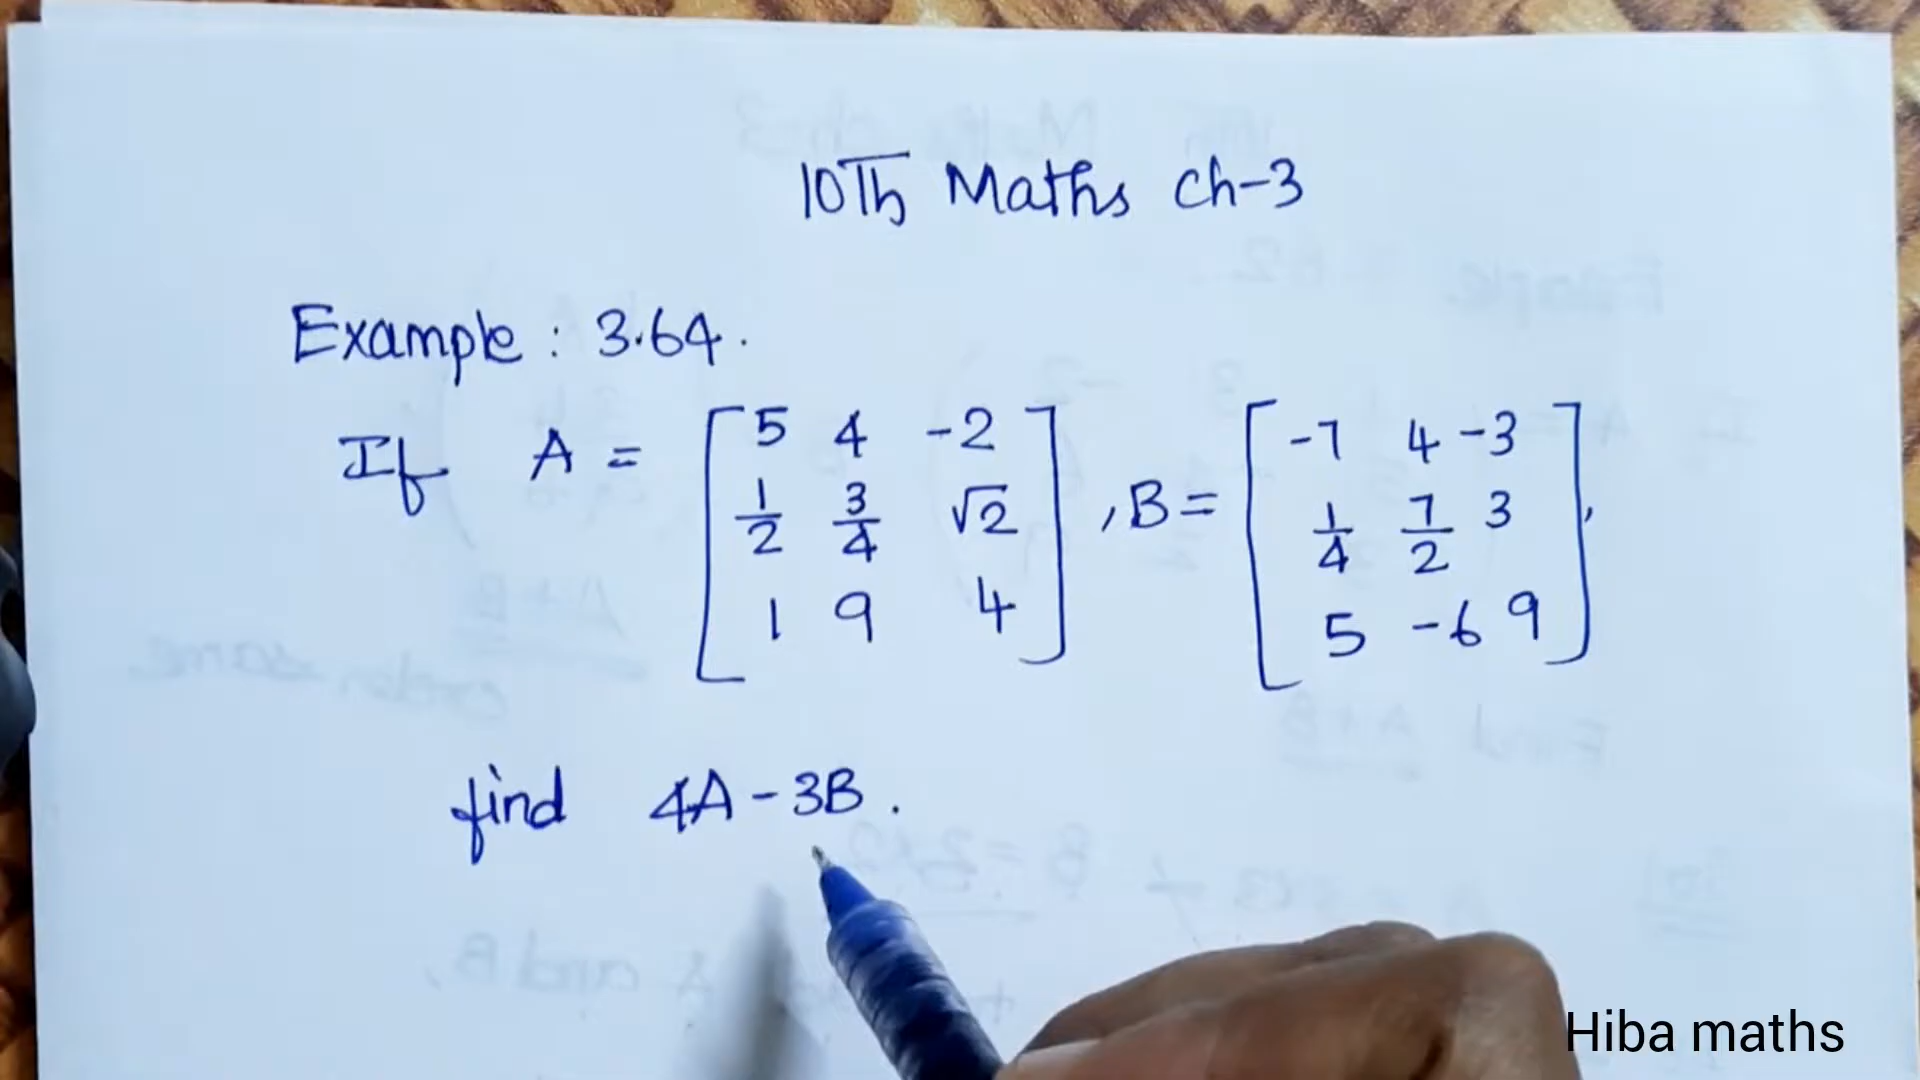 10Th Maths Ch-3
Example : 3.64.
If A = [5 4 -2
1/2 3/4 √2
1 9 4] , B = [-7 4 -3
1/4 7/2 3
5 -6 9],
find 4A - 3B.
Hiba maths